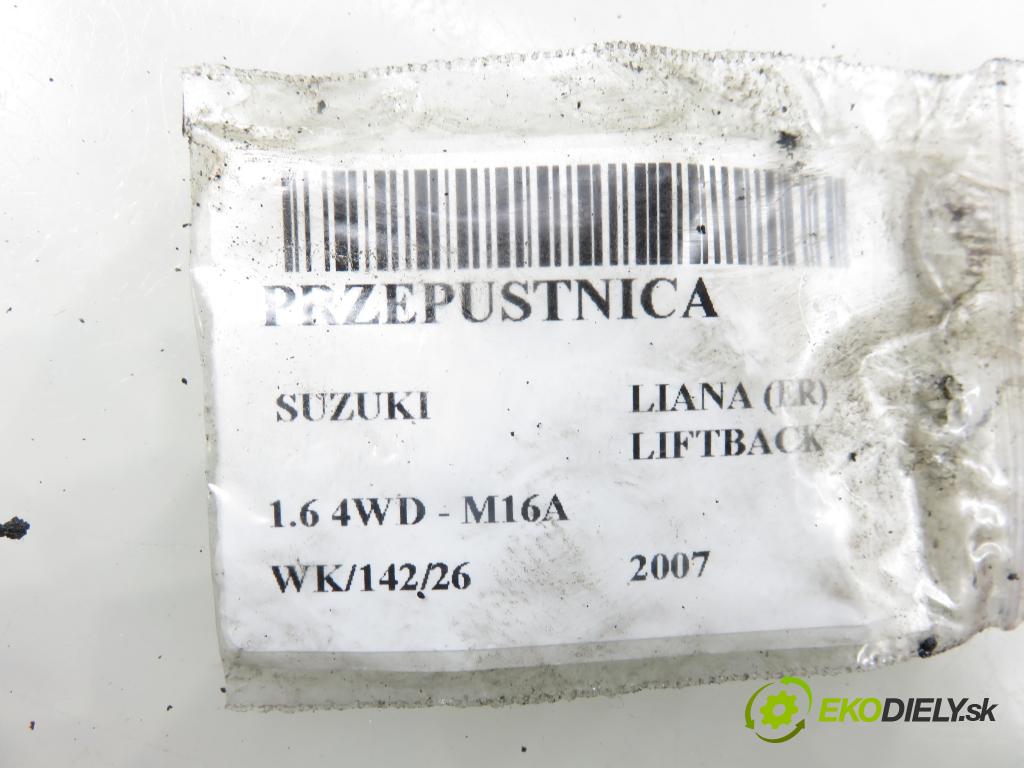 PRZEPUSTNICA
SUZUKI LIANA (ER)
LIFTBACK
1.6 4WD - M16A
WK/142/26 2007
EKODIELY.sk